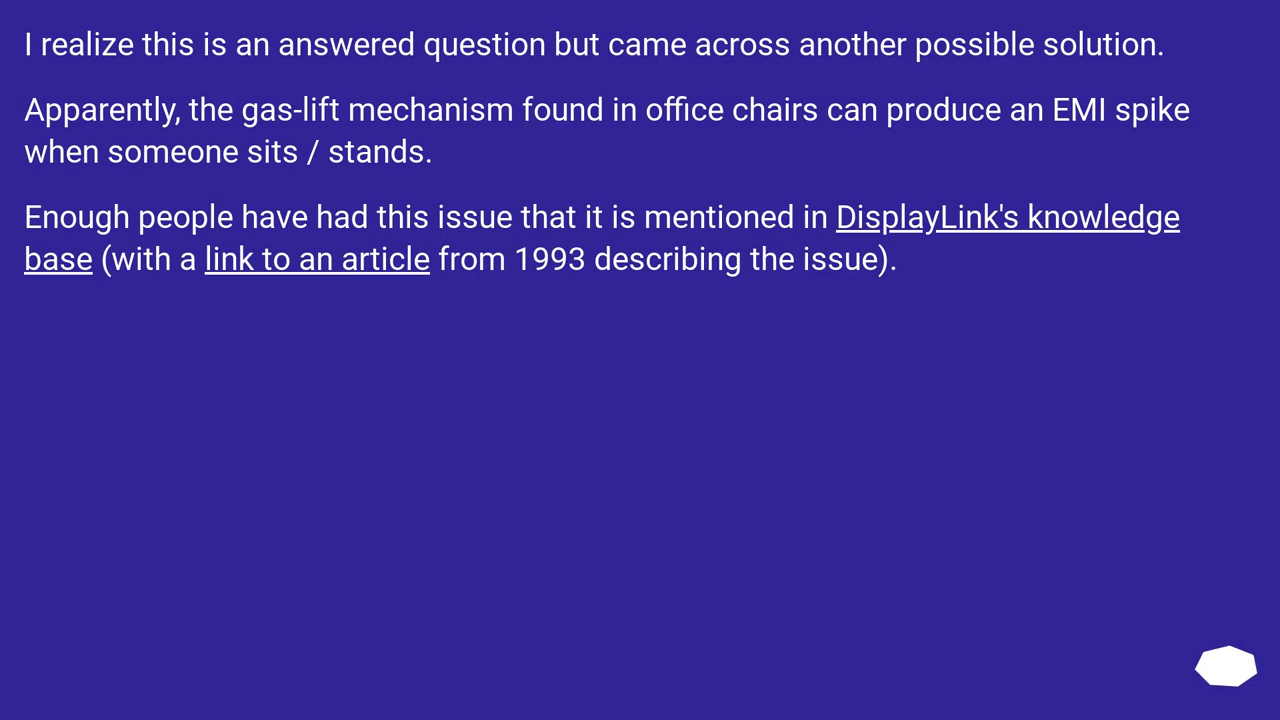 I realize this is an answered question but came across another possible solution.
Apparently, the gas-lift mechanism found in office chairs can produce an EMI spike
when someone sits / stands.
Enough people have had this issue that it is mentioned in DisplayLink's knowledge
base (with a link to an article from 1993 describing the issue).